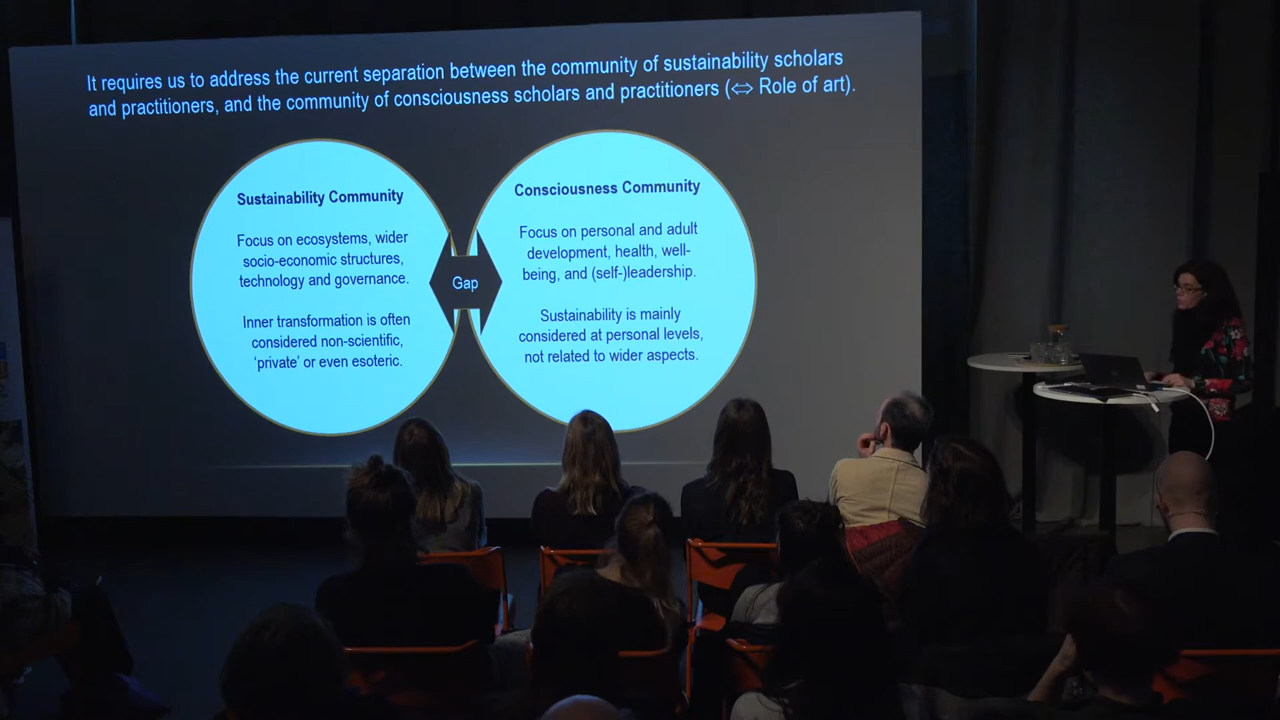 It requires us to address the current separation between the community of sustainability scholars
and practitioners, and the community of consciousness scholars and practitioners (⇔ Role of art).
Sustainability Community
Focus on ecosystems, wider
socio-economic structures,
technology and governance.
Inner transformation is often
considered non-scientific,
‘private’ or even esoteric.
Gap
Consciousness Community
Focus on personal and adult
development, health, well-
being, and (self-)leadership.
Sustainability is mainly
considered at personal levels,
not related to wider aspects.